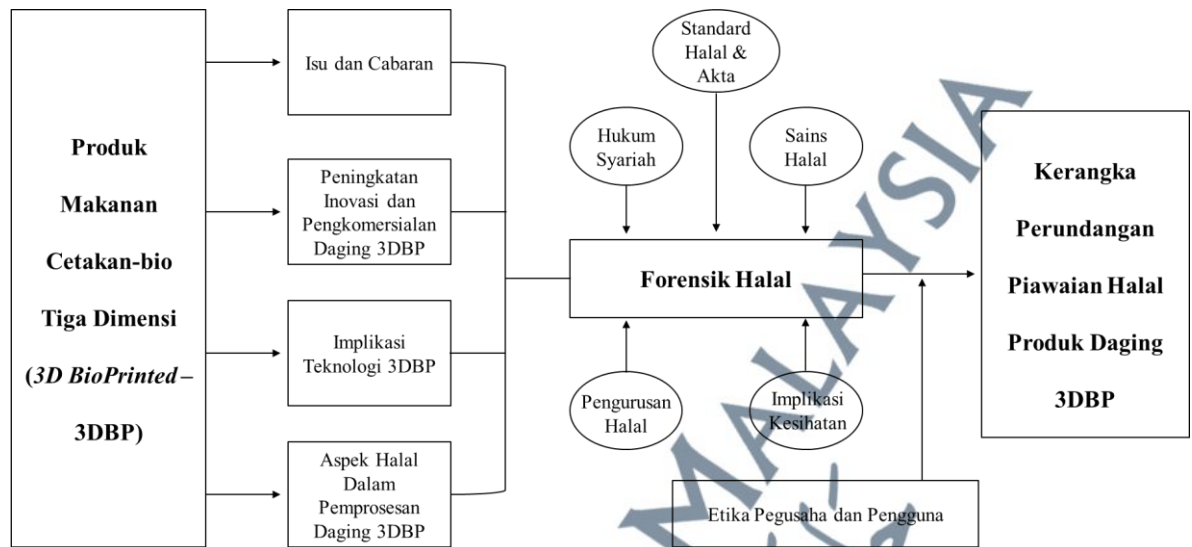 Produk
Makanan
Cetakan-bio
Tiga Dimensi
(3D BioPrinted –
3DBP)
Isu dan Cabaran
Peningkatan
Inovasi dan
Pengkomersialan
Daging 3DBP
Implikasi
Teknologi 3DBP
Aspek Halal
Dalam
Pemprosesan
Daging 3DBP
Standard
Halal &
Akta
Hukum
Syariah
Sains
Halal
Forensik Halal
Pengurusan
Halal
Implikasi
Kesihatan
Etika Pegusaha dan Pengguna
Kerangka
Perundangan
Piawaian Halal
Produk Daging
3DBP
MALAYSIA